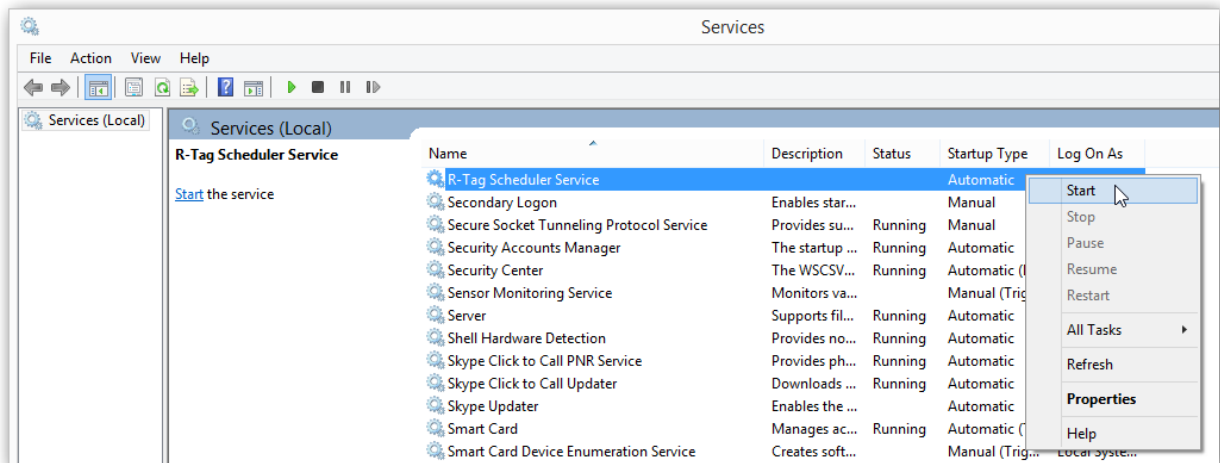 Services
File Action View Help
Services (Local)
Services (Local)
R-Tag Scheduler Service
Start the service
Name Description Status Startup Type Log On As
R-Tag Scheduler Service Automatic
Secondary Logon Enables star... Manual
Secure Socket Tunneling Protocol Service Provides su... Running Manual
Security Accounts Manager The startup ... Running Automatic
Security Center The WSCSV... Running Automatic (
Sensor Monitoring Service Monitors va... Manual (Trig
Server Supports fil... Running Automatic
Shell Hardware Detection Provides no... Running Automatic
Skype Click to Call PNR Service Provides ph... Running Automatic
Skype Click to Call Updater Downloads ... Running Automatic
Skype Updater Enables the ... Automatic
Smart Card Manages ac... Running Automatic (
Smart Card Device Enumeration Service Creates soft... Manual (Trig... Local Syste...
Start
Stop
Pause
Resume
Restart
All Tasks
Refresh
Properties
Help